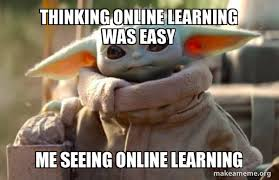 THINKING ONLINE LEARNING
WAS EASY
ME SEEING ONLINE LEARNING
makeameme.org